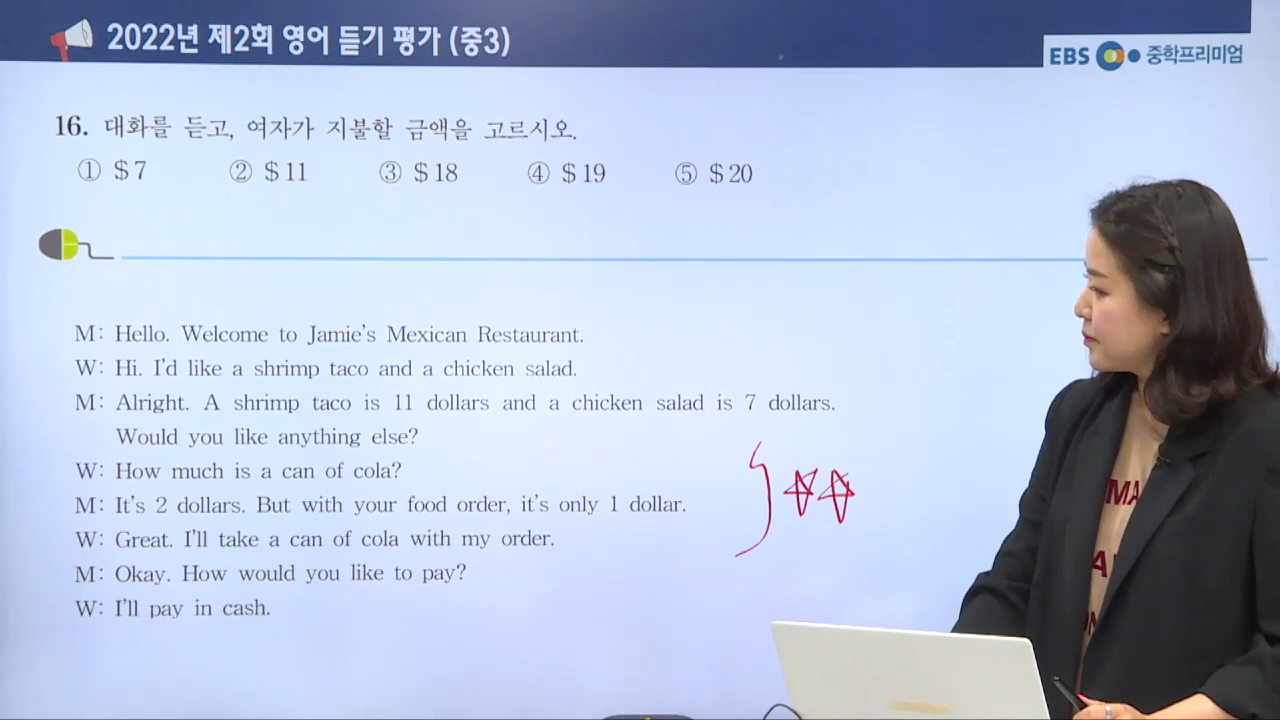 2022년 제2회 영어 듣기 평가 (중3)
EBS 중학프리미엄
16. 대화를 듣고, 여자가 지불할 금액을 고르시오.
① $ 7 ② $ 11 ③ $ 18 ④ $ 19 ⑤ $ 20
M: Hello. Welcome to Jamie's Mexican Restaurant.
W: Hi. I'd like a shrimp taco and a chicken salad.
M: Alright. A shrimp taco is 11 dollars and a chicken salad is 7 dollars.
Would you like anything else?
W: How much is a can of cola?
M: It's 2 dollars. But with your food order, it's only 1 dollar.
W: Great. I'll take a can of cola with my order.
M: Okay. How would you like to pay?
W: I'll pay in cash.